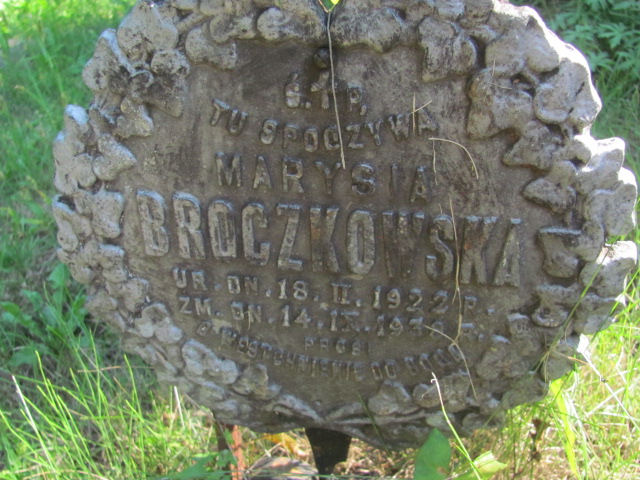 Ś.†P.
TU SPOCZYWA
MARYSIA
BROCZKOWSKA
UR. DN. 18. II. 1922 R.
ZM. DN. 14. IX.
PROSI
O WESTCHNIENIE DO BOGA